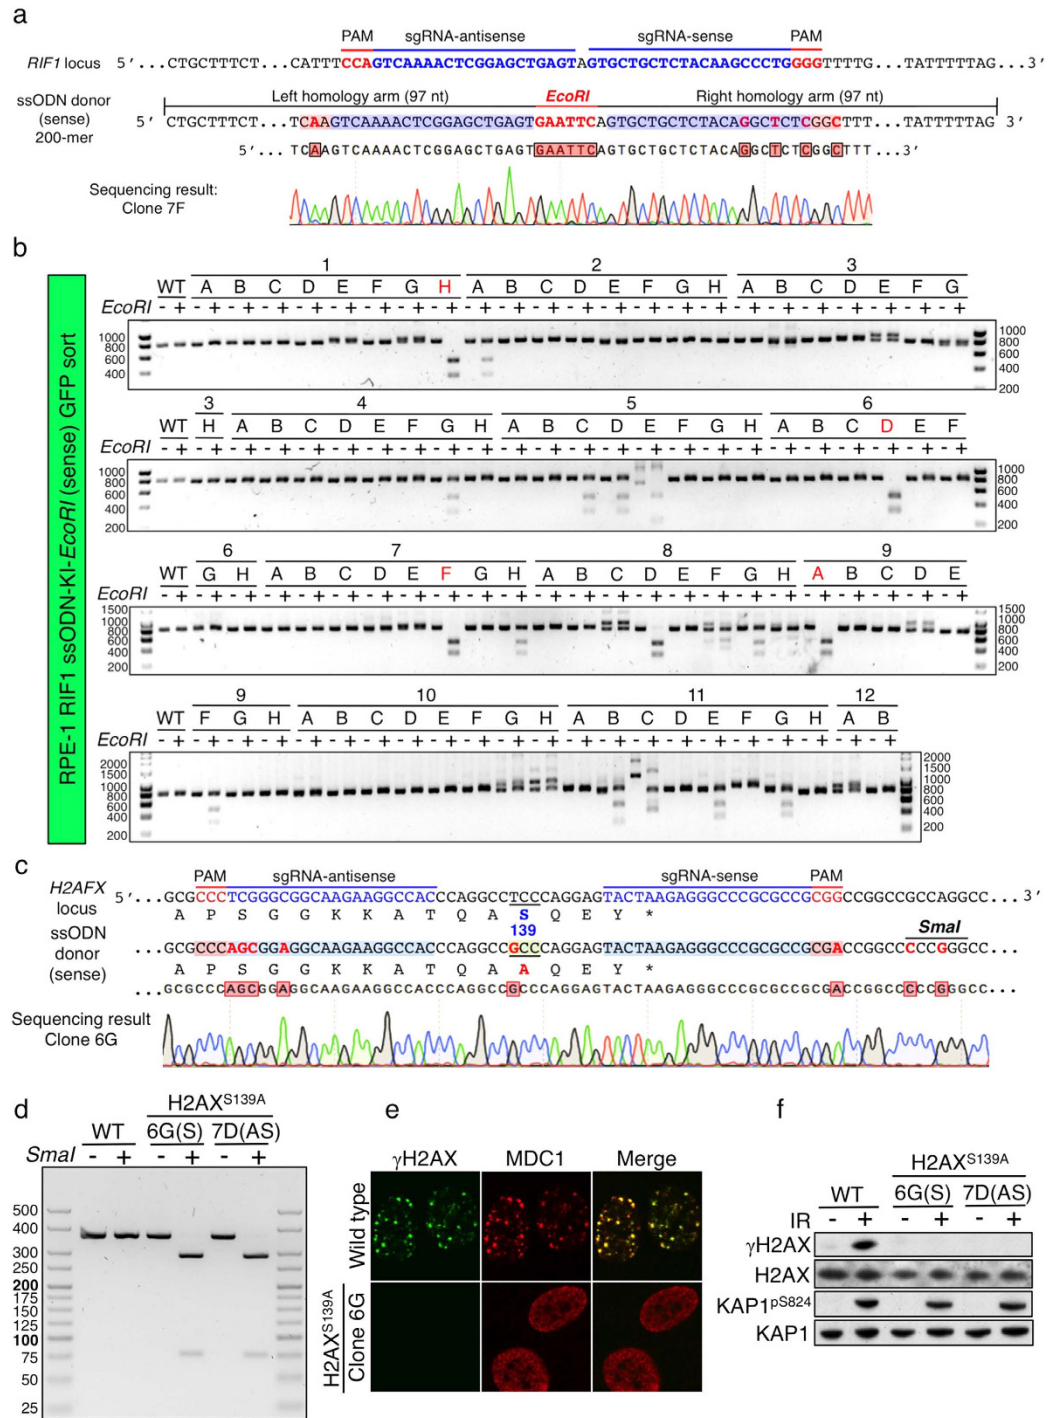 a
PAM sgRNA-antisense sgRNA-sense PAM
RIF1 locus 5′...CTGCTTTCT...CATTTCCAGTCAAAACTCGGAGCTGAGTAGTGCTGCTCTACAAGCCCTGGGGTTTTG...TATTTTTAG...3′
ssODN donor (sense) 200-mer
Left homology arm (97 nt) EcoRI Right homology arm (97 nt)
5′ CTGCTTTCT...TCAAGTCAAAACTCGGAGCTGAGTGAATTCAGTGCTGCTCTACAGGCTCTCGGCTTT...TATTTTTAG 3′
5′...TCAAGTCAAAACTCGGAGCTGAGTGAATTCAGTGCTGCTCTACAGGCTCTCGGCTTT...3′
Sequencing result:
Clone 7F
b
RPE-1 RIF1 ssODN-KI-EcoRI (sense) GFP sort
1 2 3
WT A B C D E F G H A B C D E F G H A B C D E F G
EcoRI - + - + - + - + - + - + - + - + - + - + - + - + - + - + - + - + - + - + - + - + - + - + - + - +
1000 1000
800 800
600 600
400 400
200
3 4 5 6
WT H A B C D E F G H A B C D E F G H A B C D E F
EcoRI - + - + - + - + - + - + - + - + - + - + - + - + - + - + - + - + - + - + - + - + - + - + - + - +
1000 1000
800 800
600 600
400 400
200 200
6 7 8 9
WT G H A B C D E F G H A B C D E F G H A B C D E
EcoRI - + - + - + - + - + - + - + - + - + - + - + - + - + - + - + - + - + - + - + - + - + - + - + - +
1500 1500
1000 1000
800 800
600 600
400 400
200 200
9 10 11 12
WT F G H A B C D E F G H A B C D E F G H A B
EcoRI - + - + - + - + - + - + - + - + - + - + - + - + - + - + - + - + - + - + - + - + - + - +
2000 2000
1500 1500
1000 1000
800 800
600 600
400 400
200 200
c
PAM sgRNA-antisense sgRNA-sense PAM
H2AFX locus 5′...GCGCCCTCGGGCGGCAAGAAGGCCACCCAGGCCTCCCAGGAGTACTAAGAGGGCCCGCGCCGCGGCCGGCCGCCAGGCC...3′
A P S G G K K A T Q A S Q E Y *
139
SmaI
ssODN donor (sense)
...GCGCCCAGCGGAGGCAAGAAGGCCACCCAGGCCGCCCAGGAGTACTAAGAGGGCCCGCGCCGCGACCGGCCCCCGGGCC...
A P S G G K K A T Q A A Q E Y *
...GCGCCCAGCGGAGGCAAGAAGGCCACCCAGGCCGCCCAGGAGTACTAAGAGGGCCCGCGCCGCGACCGGCCCCCGGGCC...
Sequencing result
Clone 6G
d
H2AXS139A
WT 6G(S) 7D(AS)
SmaI - + - + - +
500
400
300
250
200
175
150
125
100
75
50
25
e
γH2AX MDC1 Merge
Wild type
H2AXS139A
Clone 6G
f
H2AXS139A
WT 6G(S) 7D(AS)
IR - + - + - +
γH2AX
H2AX
KAP1pS824
KAP1